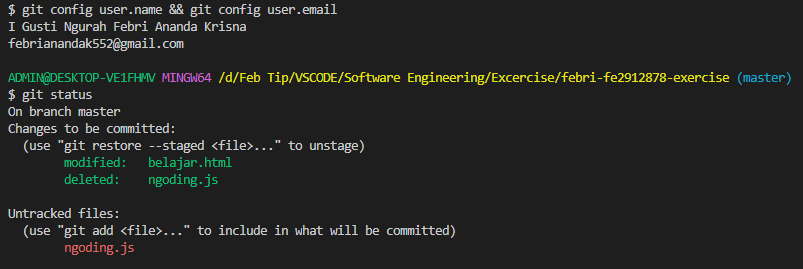 $ git config user.name && git config user.email
I Gusti Ngurah Febri Ananda Krisna
febrianandak552@gmail.com
ADMIN@DESKTOP-VE1FHMV MINGW64 /d/Feb Tip/VSCODE/Software Engineering/Excercise/febri-fe2912878-exercise (master)
$ git status
On branch master
Changes to be committed:
  (use "git restore --staged <file>..." to unstage)
        modified:   belajar.html
        deleted:    ngoding.js
Untracked files:
  (use "git add <file>..." to include in what will be committed)
        ngoding.js